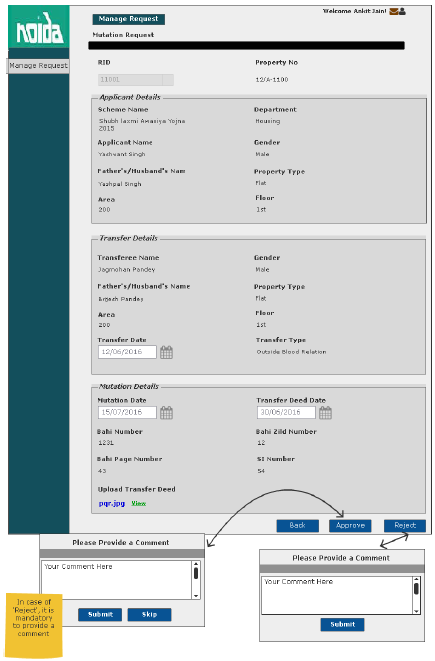 Welcome Ankit Jain!
noida
Manage Request
Manage Request
Mutation Request
RID Property No
11001 12/A-1100
Applicant Details
Scheme Name Department
Shubh laxmi Awasiya Yojna Housing
2015
Applicant Name Gender
Yashvant Singh Male
Father's/Husband's Nam Property Type
Yashpal Singh Flat
Area Floor
200 1st
Transfer Details
Transferee Name Gender
Jagmohan Pandey Male
Father's/Husband's Name Property Type
Brijesh Pandey Flat
Area Floor
200 1st
Transfer Date Transfer Type
12/06/2016 Outside Blood Relation
Mutation Details
Mutation Date Transfer Deed Date
15/07/2016 30/06/2016
Bahi Number Bahi Zild Number
1231 12
Bahi Page Number SI Number
43 54
Upload Transfer Deed
pqr.jpg View
Back Approve Reject
Please Provide a Comment
Your Comment Here
Submit Skip
Please Provide a Comment
Your Comment Here
Submit
In case of
'Reject', it is
mandatory
to provide a
comment